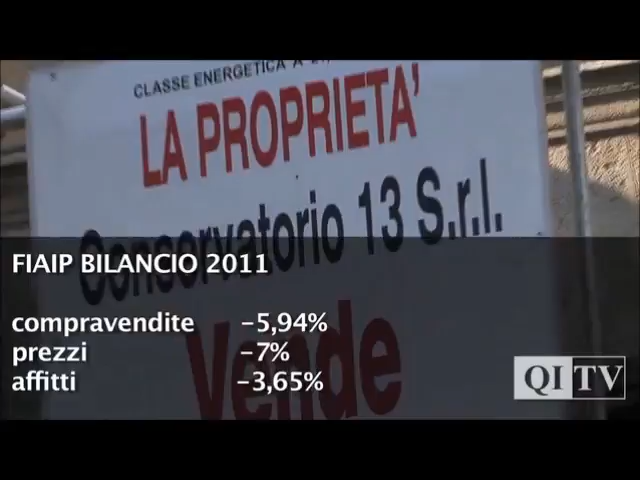 CLASSE ENERGETICA A
LA PROPRIETA'
Conservatorio 13 S.r.l.
Vende
FIAIP BILANCIO 2011
compravendite -5,94%
prezzi -7%
affitti -3,65%
QI TV